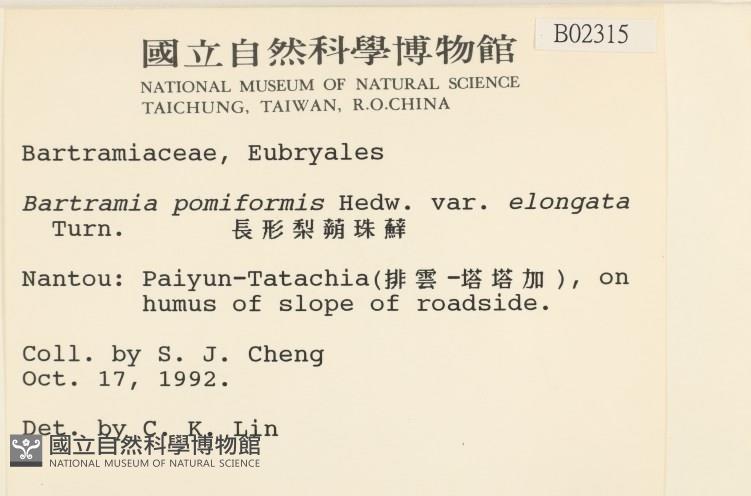 國立自然科學博物館
B02315
NATIONAL MUSEUM OF NATURAL SCIENCE
TAICHUNG, TAIWAN, R.O.CHINA
Bartramiaceae, Eubryales
Bartramia pomiformis Hedw. var. elongata
Turn. 長形梨蒴珠蘚
Nantou: Paiyun-Tatachia(排雲-塔塔加), on
humus of slope of roadside.
Coll. by S. J. Cheng
Oct. 17, 1992.
Det. by C. K. Lin
國立自然科學博物館
NATIONAL MUSEUM OF NATURAL SCIENCE